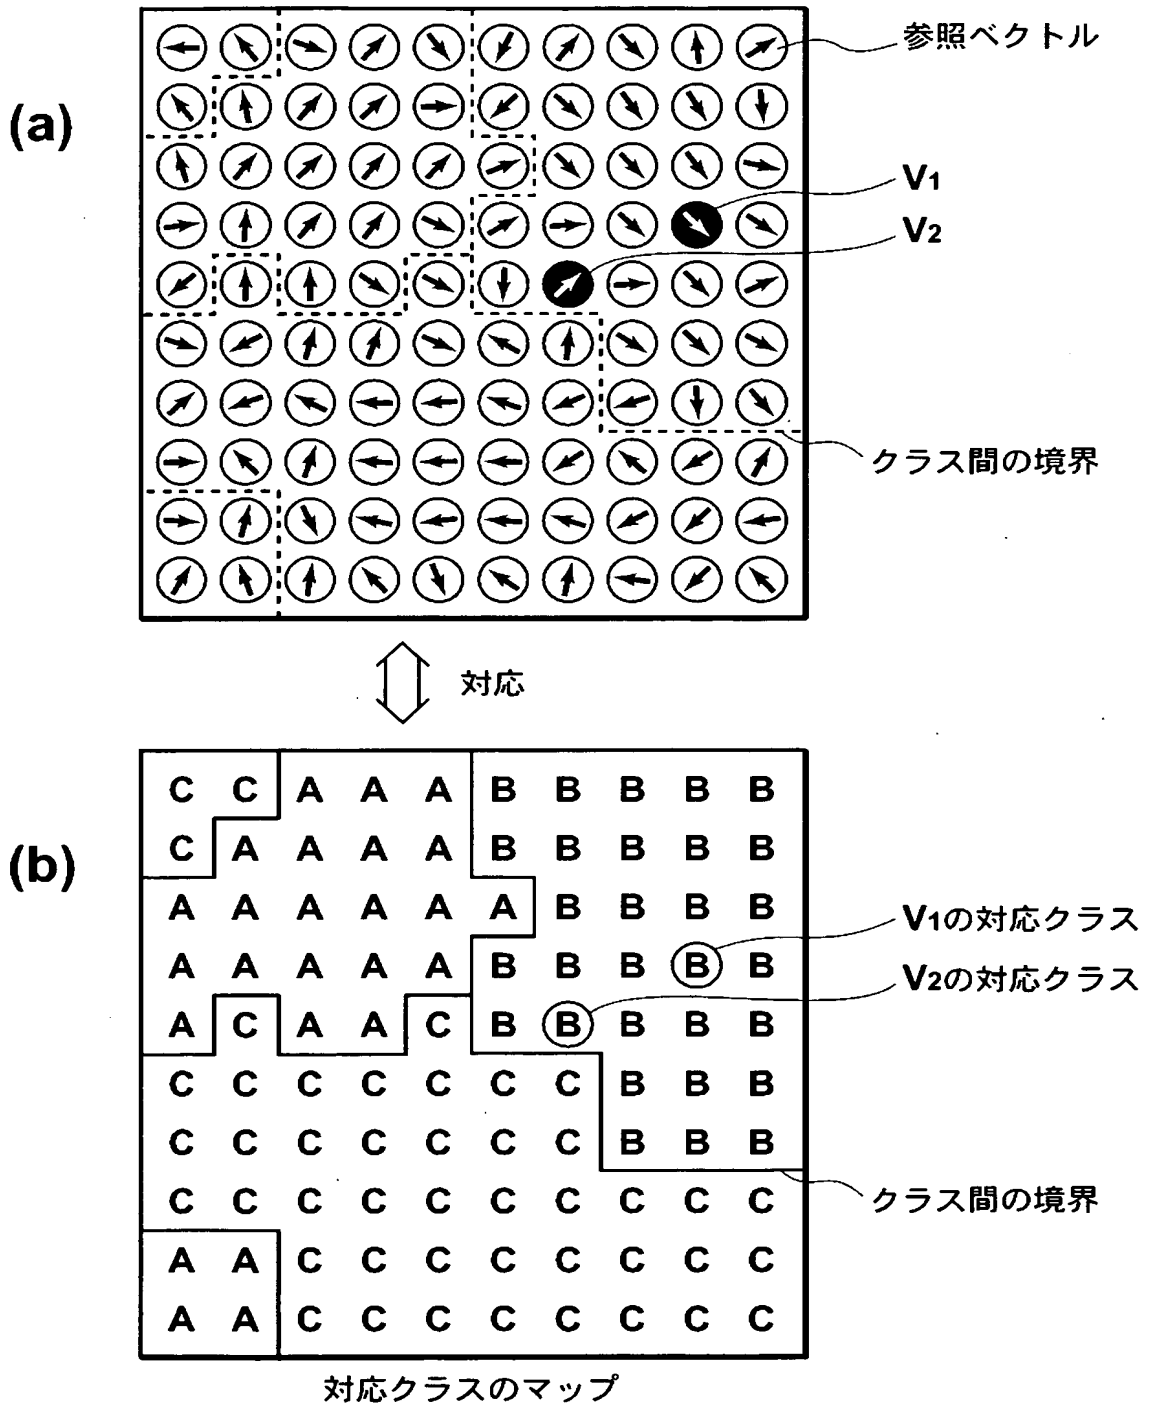 (a)
参照ベクトル
V1
V2
クラス間の境界
対応
(b)
C C A A A B B B B B
C A A A A B B B B B
A A A A A A B B B B
A A A A A B B B B B
A C A A C B B B B B
C C C C C C C B B B
C C C C C C C B B B
C C C C C C C C C C
A A C C C C C C C C
A A C C C C C C C C
V1の対応クラス
V2の対応クラス
クラス間の境界
対応クラスのマップ